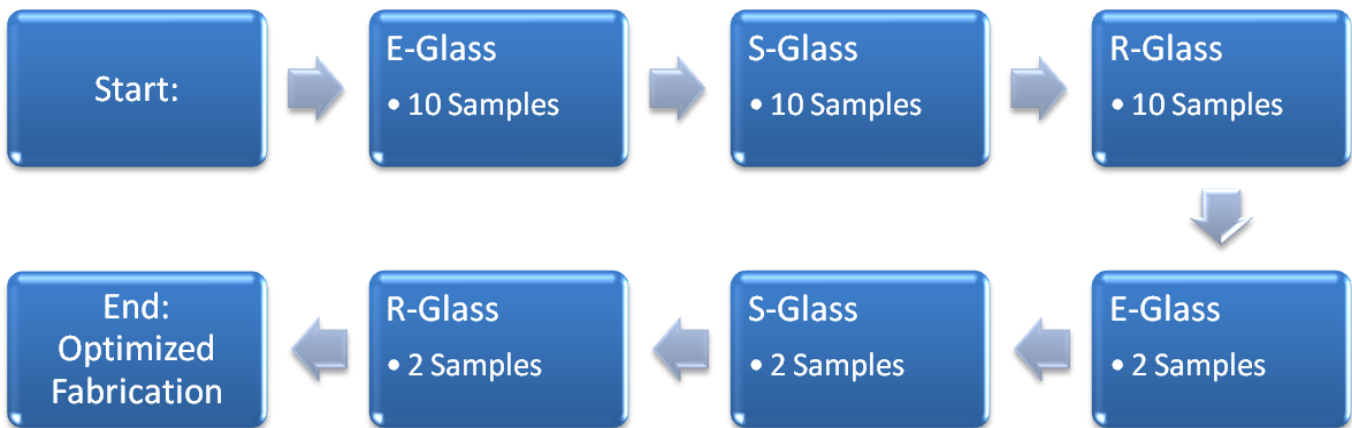 Start:
E-Glass
• 10 Samples
S-Glass
• 10 Samples
R-Glass
• 10 Samples
E-Glass
• 2 Samples
S-Glass
• 2 Samples
R-Glass
• 2 Samples
End:
Optimized
Fabrication